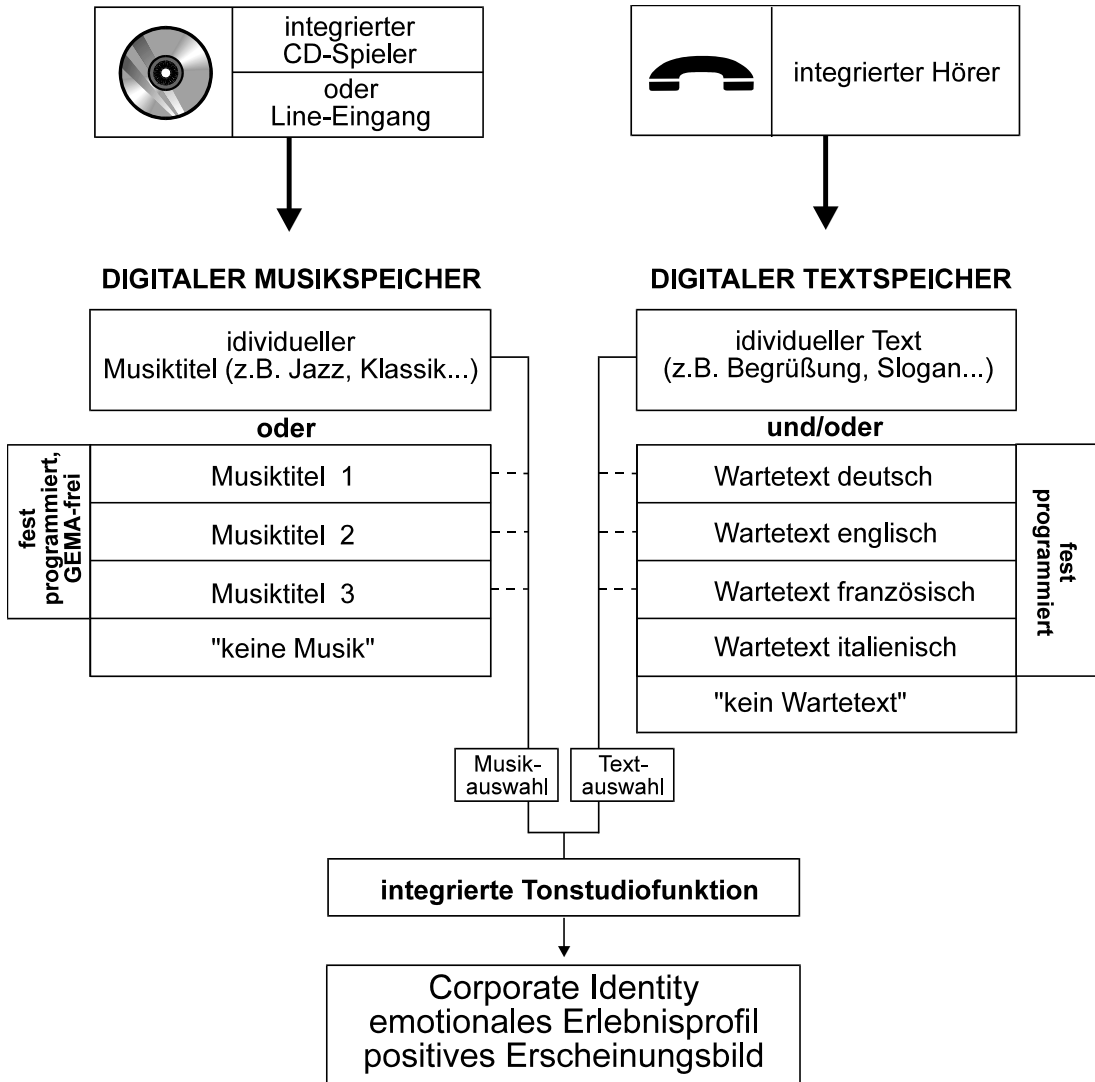 integrierter
CD-Spieler
oder
Line-Eingang
integrierter Hörer
DIGITALER MUSIKSPEICHER
idividueller
Musiktitel (z.B. Jazz, Klassik...)
oder
fest
programmiert,
GEMA-frei
Musiktitel 1
Musiktitel 2
Musiktitel 3
"keine Musik"
DIGITALER TEXTSPEICHER
idividueller Text
(z.B. Begrüßung, Slogan...)
und/oder
Wartetext deutsch
Wartetext englisch
Wartetext französisch
Wartetext italienisch
"kein Wartetext"
fest
programmiert
Musik-
auswahl
Text-
auswahl
integrierte Tonstudiofunktion
Corporate Identity
emotionales Erlebnisprofil
positives Erscheinungsbild